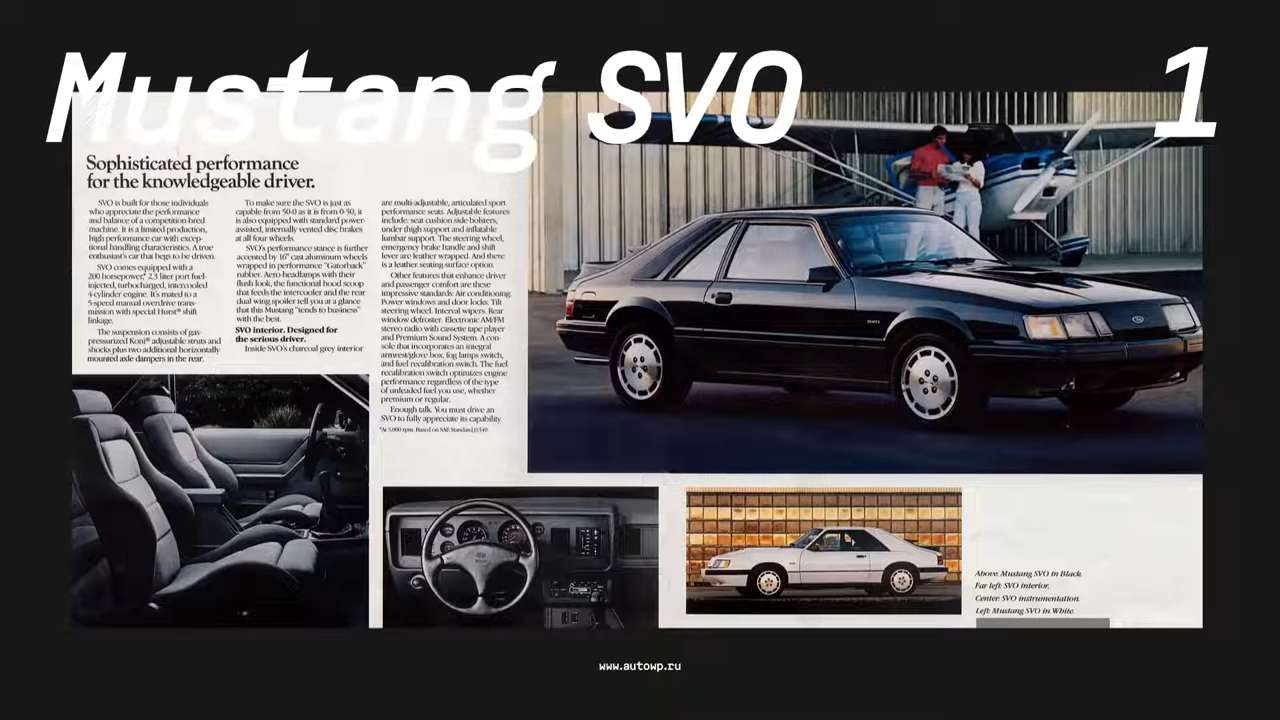 Mustang SVO
1
Sophisticated performance
for the knowledgeable driver.
SVO is built for those individuals
who appreciate the performance
and balance of a competition-bred
machine. It is a limited production,
high performance car with excep-
tional handling characteristics. A true
enthusiast's car that begs to be driven.
SVO comes equipped with a
200 horsepower,* 2.3 liter port fuel-
injected, turbocharged, intercooled
4-cylinder engine. It's mated to a
5-speed manual overdrive trans-
mission with special Hurst® shift
linkage.
The suspension consists of gas-
pressurized Koni® adjustable struts and
shocks plus two additional horizontally
mounted axle dampers in the rear.
To make sure the SVO is just as
capable from 50-0 as it is from 0-50, it
is also equipped with standard power-
assisted, internally vented disc brakes
at all four wheels.
SVO's performance stance is further
accented by 16" cast aluminum wheels
wrapped in performance "Gatorback"
rubber. Aero-headlamps with their
flush look, the functional hood scoop
that feeds the intercooler and the rear
dual wing spoiler tell you at a glance
that this Mustang "tends to business"
with the best.
SVO interior. Designed for
the serious driver.
Inside SVO's charcoal grey interior
are multi-adjustable, articulated sport
performance seats. Adjustable features
include: seat cushion side bolsters,
under thigh support and inflatable
lumbar support. The steering wheel,
emergency brake handle and shift
lever are leather wrapped. And there
is a leather seating surface option.
Other features that enhance driver
and passenger comfort are these
impressive standards: Air conditioning.
Power windows and door locks. Tilt
steering wheel. Interval wipers. Rear
window defroster. Electronic AM/FM
stereo radio with cassette tape player
and Premium Sound System. A con-
sole that incorporates an integral
armrest/glove box, fog lamps switch,
and fuel recalibration switch. The fuel
recalibration switch optimizes engine
performance regardless of the type
of unleaded fuel you use, whether
premium or regular.
Enough talk. You must drive an
SVO to fully appreciate its capability.
*At 5,000 rpm. Based on SAE Standard J1349.
Above: Mustang SVO in Black.
Far left: SVO interior.
Center: SVO instrumentation.
Left: Mustang SVO in White.
www.autowp.ru